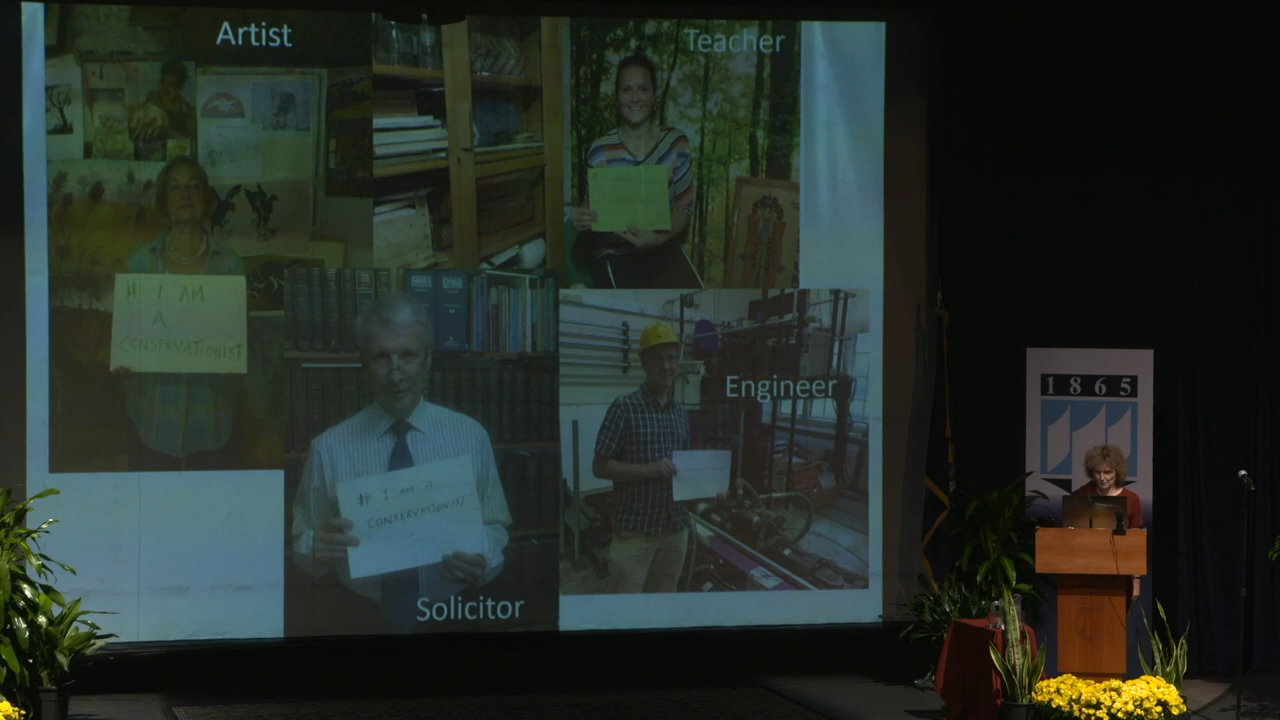 Artist
Teacher
# I AM
A
CONSERVATIONIST
Engineer
1865
# I AM A
CONSERVATIONIST
Solicitor